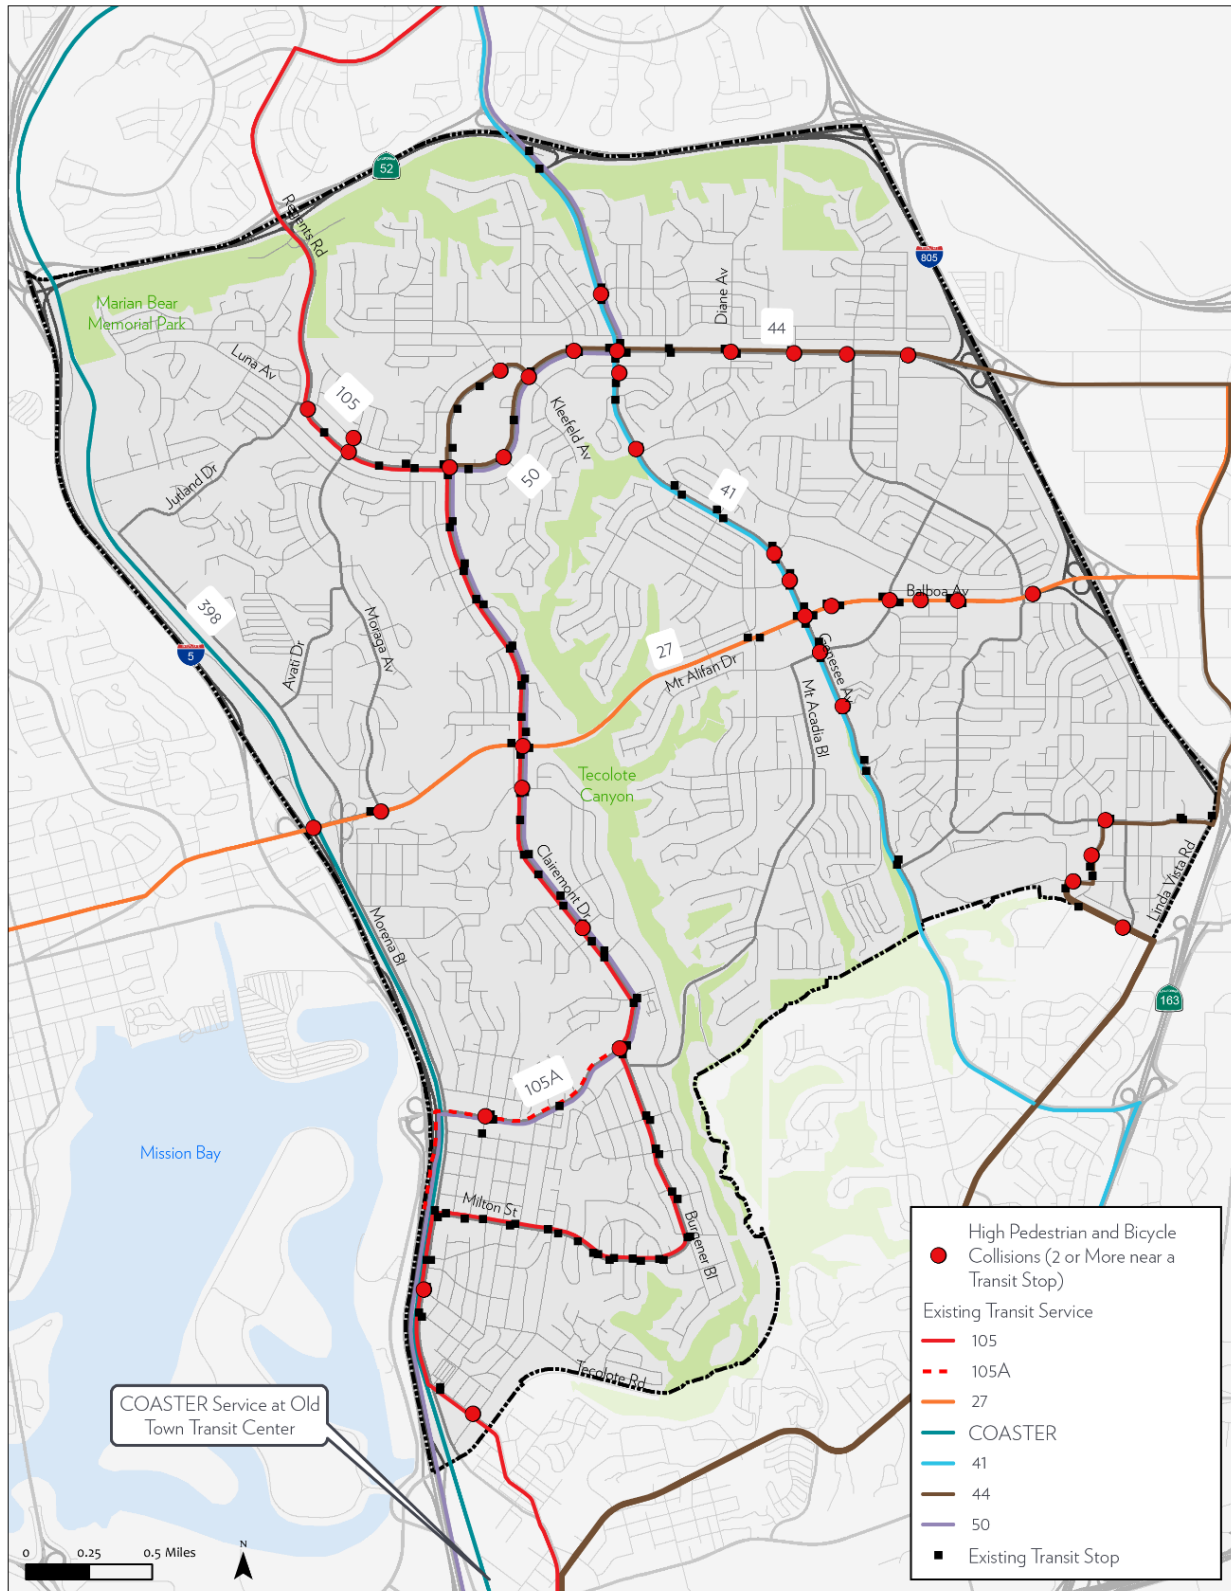 52
Regents Rd
805
Marian Bear
Memorial Park
Diane Av
44
Luna Av
105
Kleefeld Av
50
Jutland Dr
41
Balboa Av
398
Moraga Av
Genesee Av
5
Avati Dr
27
Mt Alifan Dr
Mt Acadia Bl
Tecolote
Canyon
Clairemont Dr
Linda Vista Rd
Morena Bl
163
105A
Mission Bay
Milton St
Burgener Bl
Tecolote Rd
COASTER Service at Old
Town Transit Center
High Pedestrian and Bicycle
Collisions (2 or More near a
Transit Stop)
Existing Transit Service
105
105A
27
COASTER
41
44
50
Existing Transit Stop
0 0.25 0.5 Miles
N